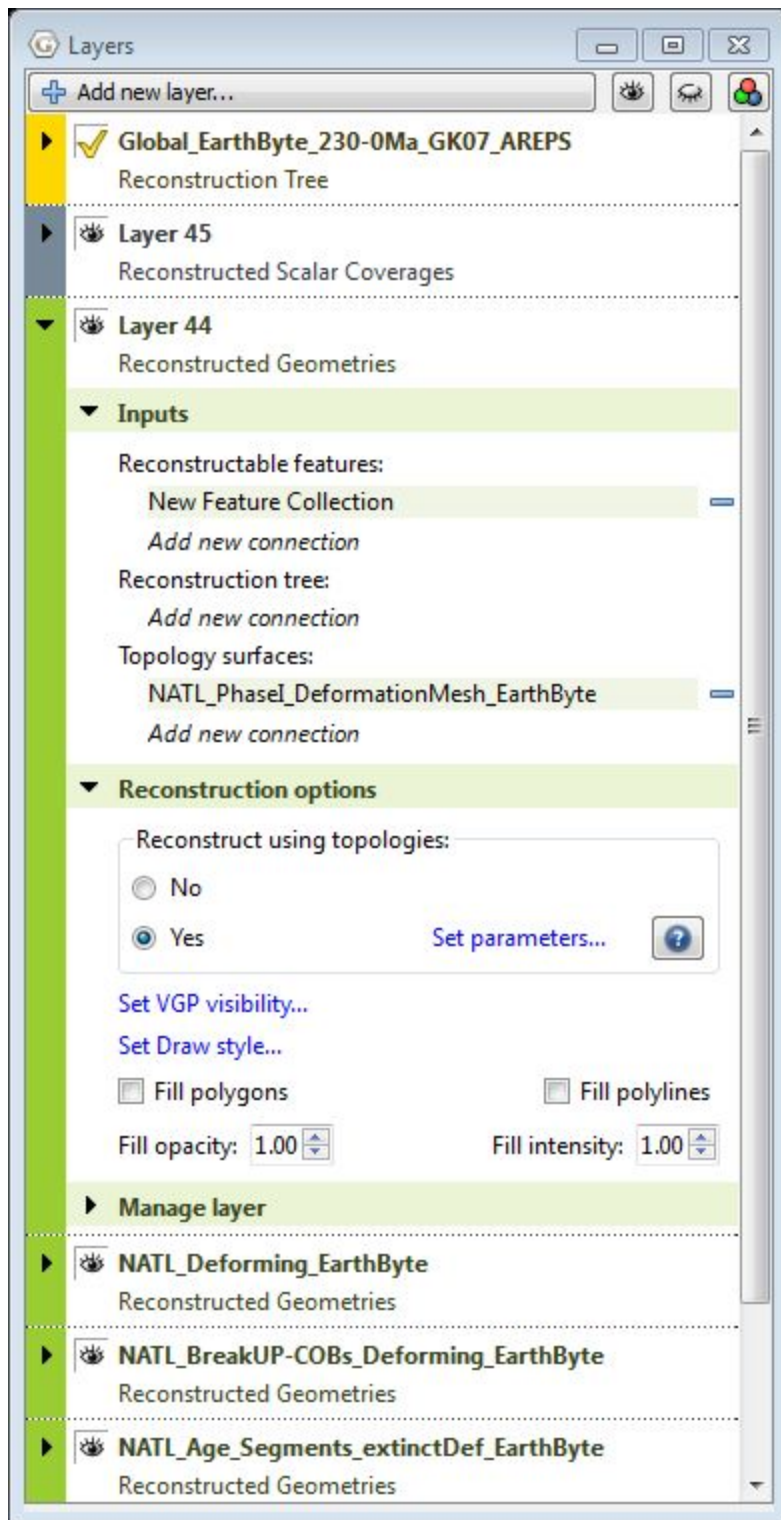 Layers
Add new layer...
Global_EarthByte_230-0Ma_GK07_AREPS
Reconstruction Tree
Layer 45
Reconstructed Scalar Coverages
Layer 44
Reconstructed Geometries
Inputs
Reconstructable features:
New Feature Collection
Add new connection
Reconstruction tree:
Add new connection
Topology surfaces:
NATL_PhaseI_DeformationMesh_EarthByte
Add new connection
Reconstruction options
Reconstruct using topologies:
No
Yes Set parameters... ?
Set VGP visibility...
Set Draw style...
Fill polygons Fill polylines
Fill opacity: 1.00 Fill intensity: 1.00
Manage layer
NATL_Deforming_EarthByte
Reconstructed Geometries
NATL_BreakUP-COBs_Deforming_EarthByte
Reconstructed Geometries
NATL_Age_Segments_extinctDef_EarthByte
Reconstructed Geometries